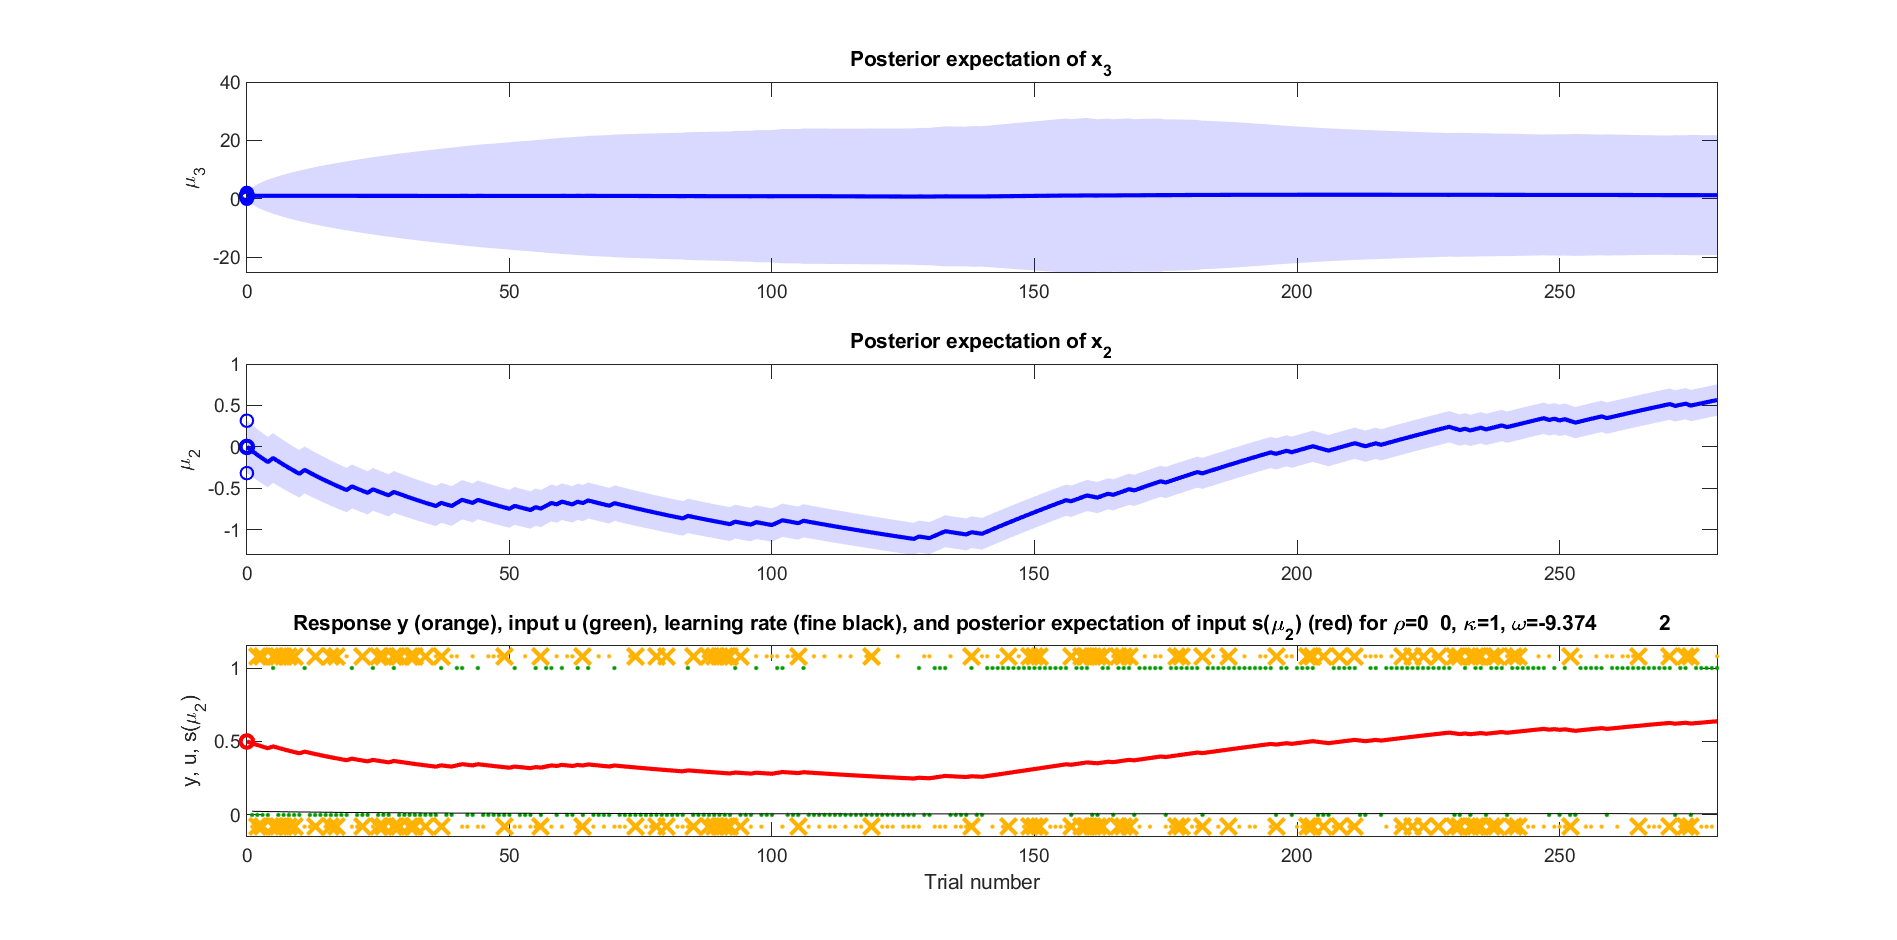 Posterior expectation of x3
40
20
0
-20
μ3
0 50 100 150 200 250
Posterior expectation of x2
1
0.5
0
-0.5
-1
μ2
0 50 100 150 200 250
Response y (orange), input u (green), learning rate (fine black), and posterior expectation of input s(μ2) (red) for ρ=0 0, κ=1, ω=-9.374 2
1
0.5
0
y, u, s(μ2)
0 50 100 150 200 250
Trial number